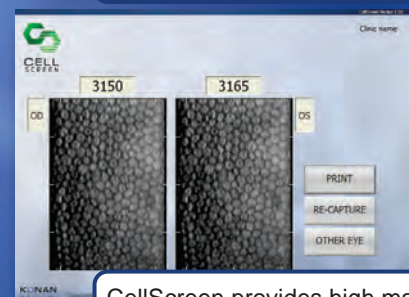 Clinic name
CELL
SCREEN
3150 3165
OD OS
PRINT
RE-CAPTURE
OTHER EYE
KONAN
CellScreen provides high ma